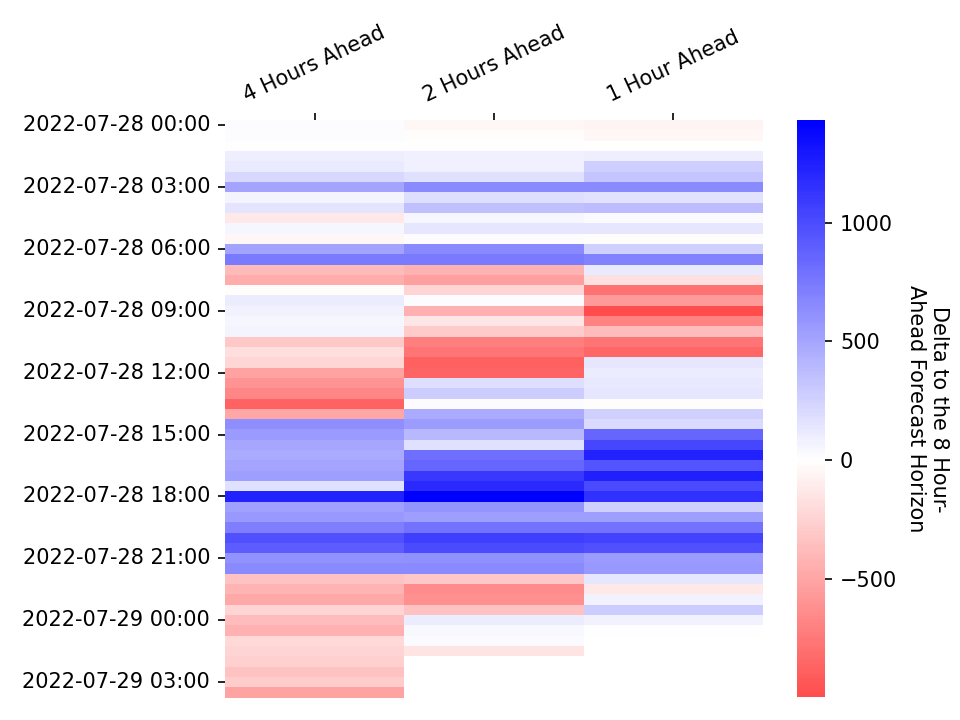 4 Hours Ahead
2 Hours Ahead
1 Hour Ahead
2022-07-28 00:00
2022-07-28 03:00
2022-07-28 06:00
2022-07-28 09:00
2022-07-28 12:00
2022-07-28 15:00
2022-07-28 18:00
2022-07-28 21:00
2022-07-29 00:00
2022-07-29 03:00
1000
500
0
−500
Delta to the 8 Hour-
Ahead Forecast Horizon